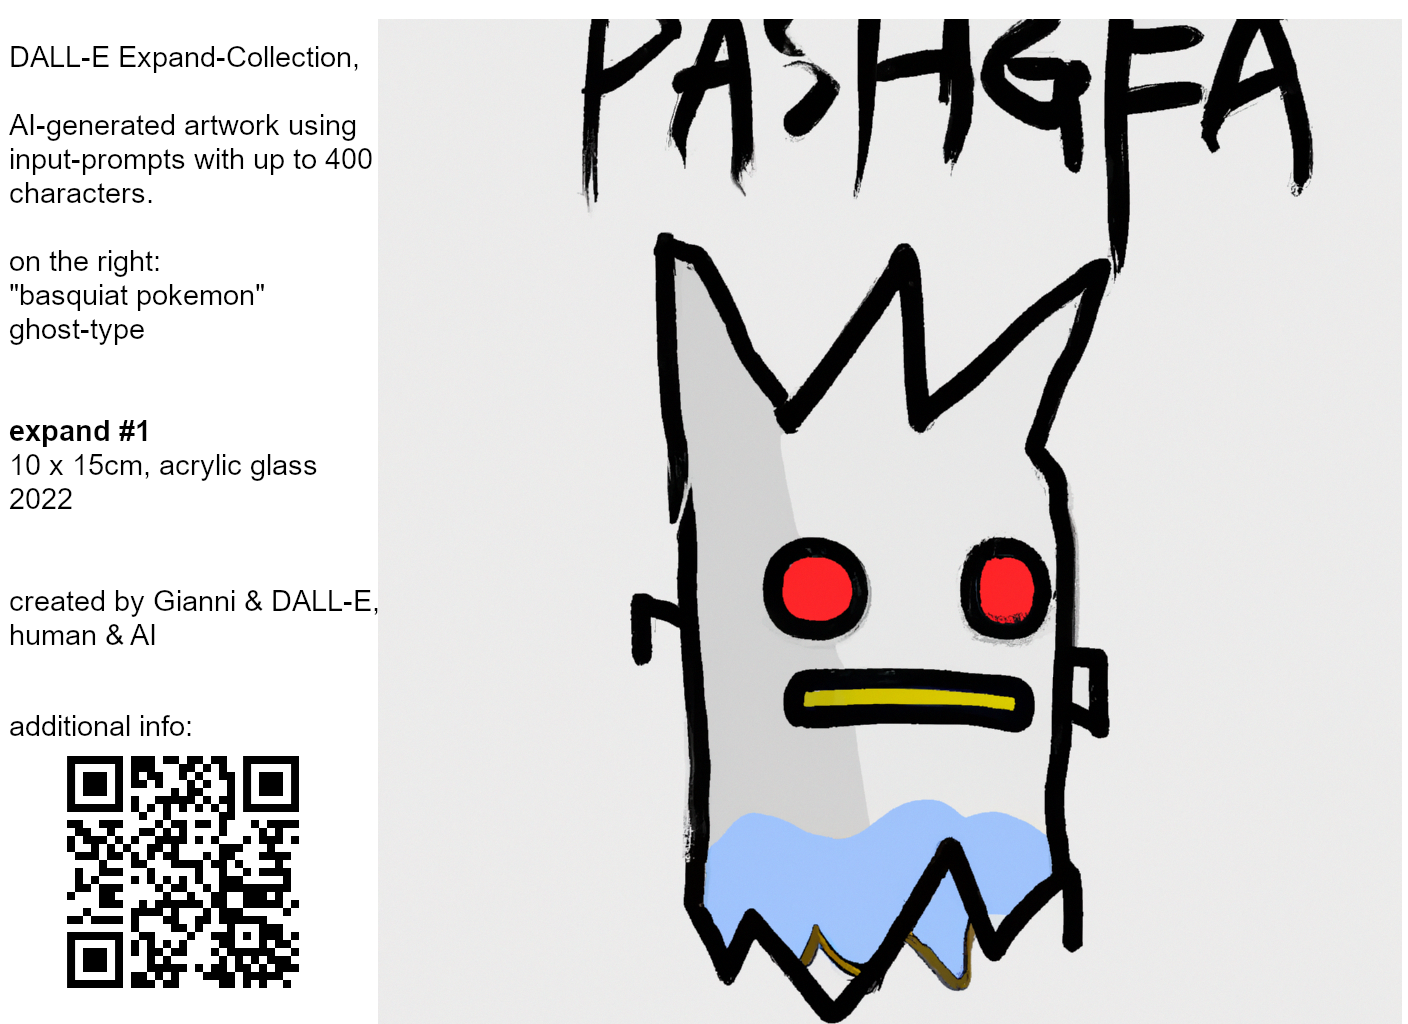 DALL-E Expand-Collection,
AI-generated artwork using
input-prompts with up to 400
characters.
on the right:
"basquiat pokemon"
ghost-type
expand #1
10 x 15cm, acrylic glass
2022
created by Gianni & DALL-E,
human & AI
additional info:
PASHGFA